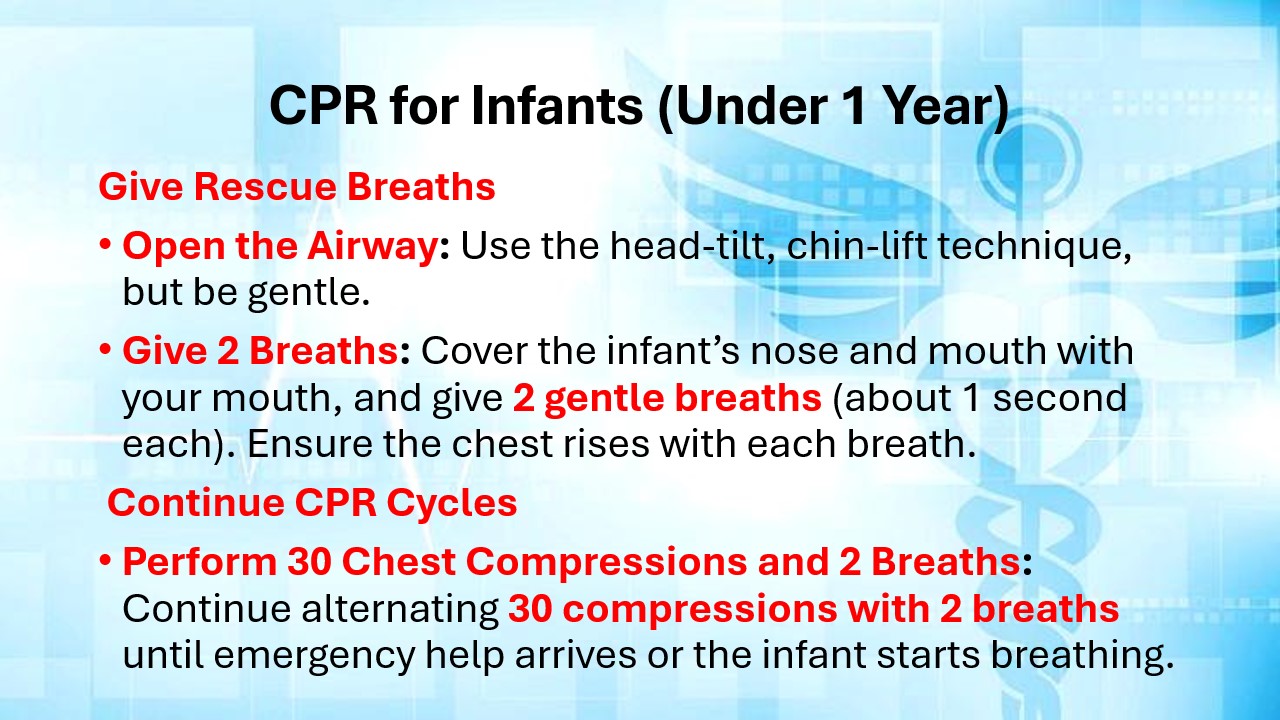 CPR for Infants (Under 1 Year)
Give Rescue Breaths
• Open the Airway: Use the head-tilt, chin-lift technique,
but be gentle.
• Give 2 Breaths: Cover the infant’s nose and mouth with
your mouth, and give 2 gentle breaths (about 1 second
each). Ensure the chest rises with each breath.
Continue CPR Cycles
• Perform 30 Chest Compressions and 2 Breaths:
Continue alternating 30 compressions with 2 breaths
until emergency help arrives or the infant starts breathing.